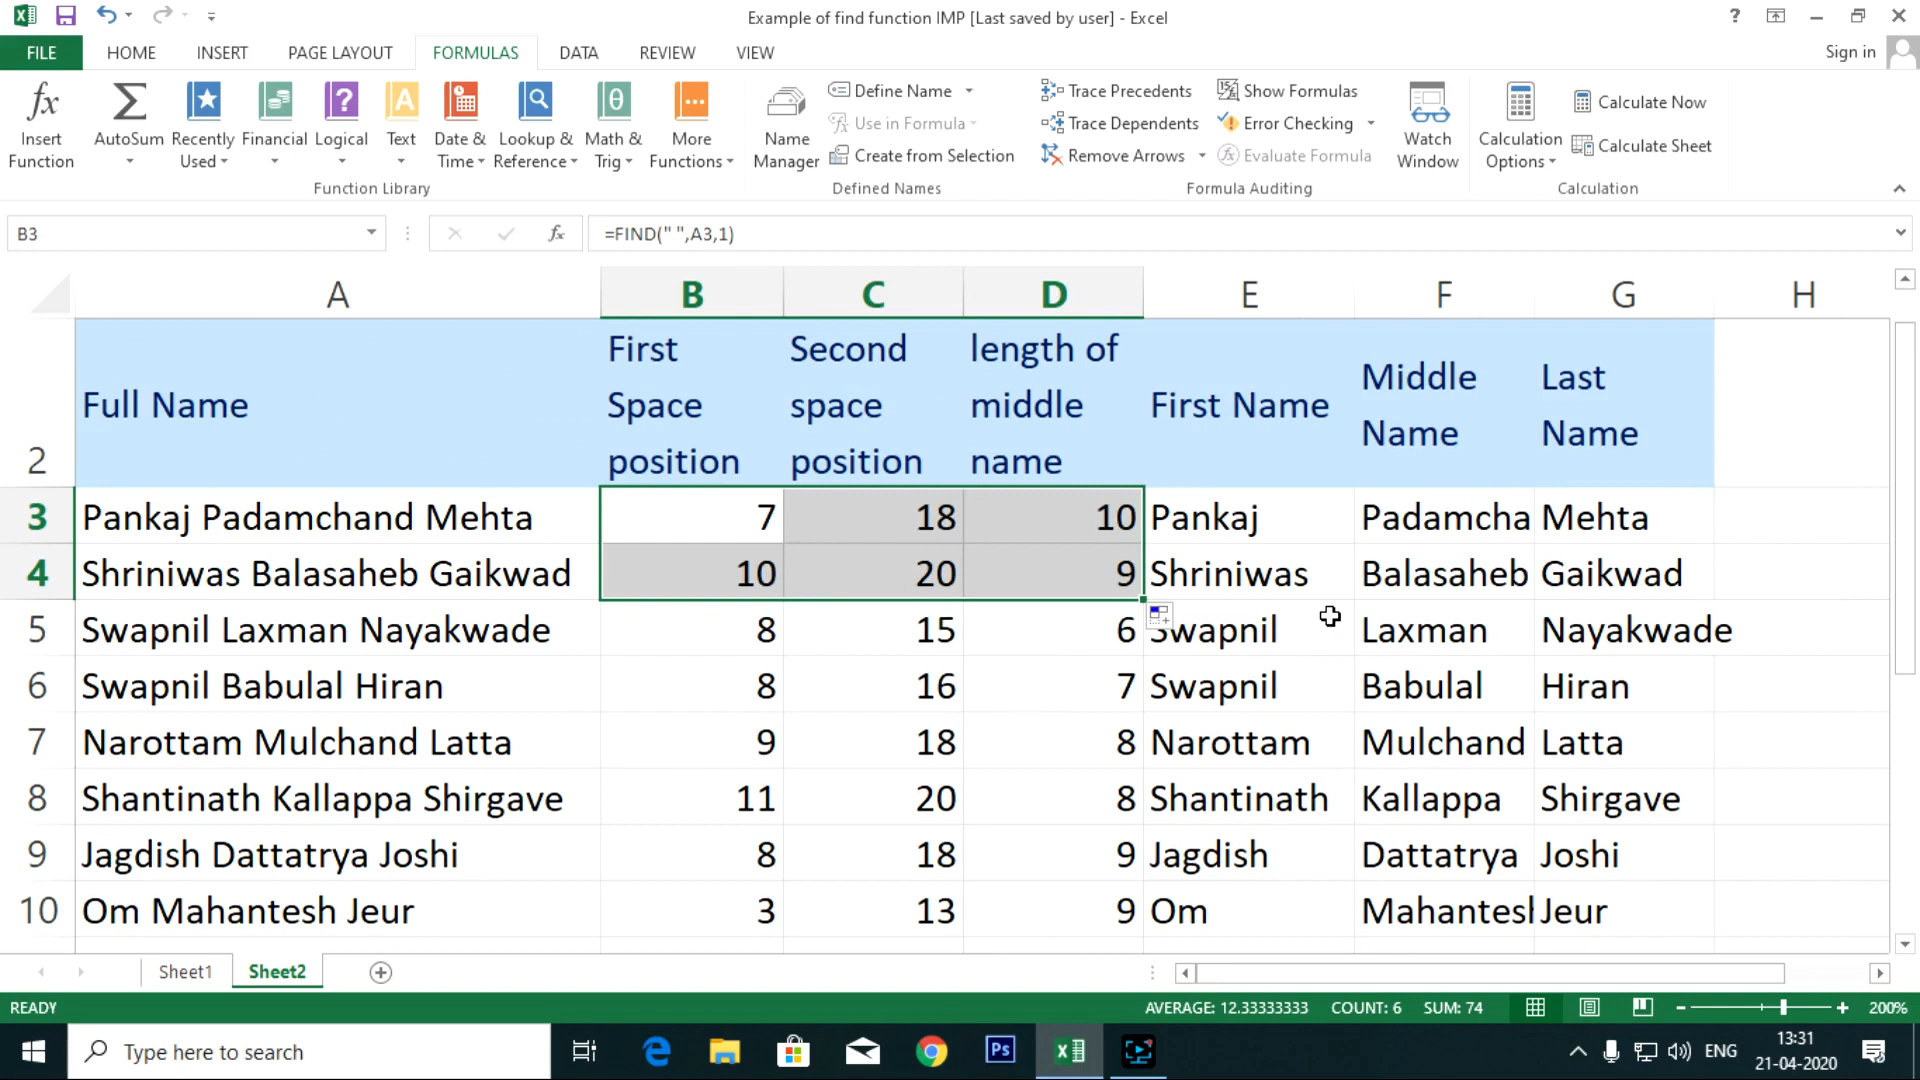 Example of find function IMP [Last saved by user] - Excel
?
FILE HOME INSERT PAGE LAYOUT FORMULAS DATA REVIEW VIEW Sign in
fx Insert Function
Σ AutoSum
Recently Used
Financial
Logical
A Text
Date & Time
Lookup & Reference
θ Math & Trig
More Functions
Function Library
Name Manager
Define Name
Use in Formula
Create from Selection
Defined Names
Trace Precedents
Trace Dependents
Remove Arrows
Show Formulas
Error Checking
Evaluate Formula
Formula Auditing
Watch Window
Calculation Options
Calculate Now
Calculate Sheet
Calculation
B3 fx =FIND(" ",A3,1)
A B C D E F G H
2 Full Name
First Space position
Second space position
length of middle name
First Name
Middle Name
Last Name
3 Pankaj Padamchand Mehta 7 18 10 Pankaj Padamcha Mehta
4 Shriniwas Balasaheb Gaikwad 10 20 9 Shriniwas Balasaheb Gaikwad
5 Swapnil Laxman Nayakwade 8 15 6 Swapnil Laxman Nayakwade
6 Swapnil Babulal Hiran 8 16 7 Swapnil Babulal Hiran
7 Narottam Mulchand Latta 9 18 8 Narottam Mulchand Latta
8 Shantinath Kallappa Shirgave 11 20 8 Shantinath Kallappa Shirgave
9 Jagdish Dattatrya Joshi 8 18 9 Jagdish Dattatrya Joshi
10 Om Mahantesh Jeur 3 13 9 Om Mahantesh Jeur
Sheet1 Sheet2
READY AVERAGE: 12.33333333 COUNT: 6 SUM: 74 200%
Type here to search Ps ENG 13:31
21-04-2020